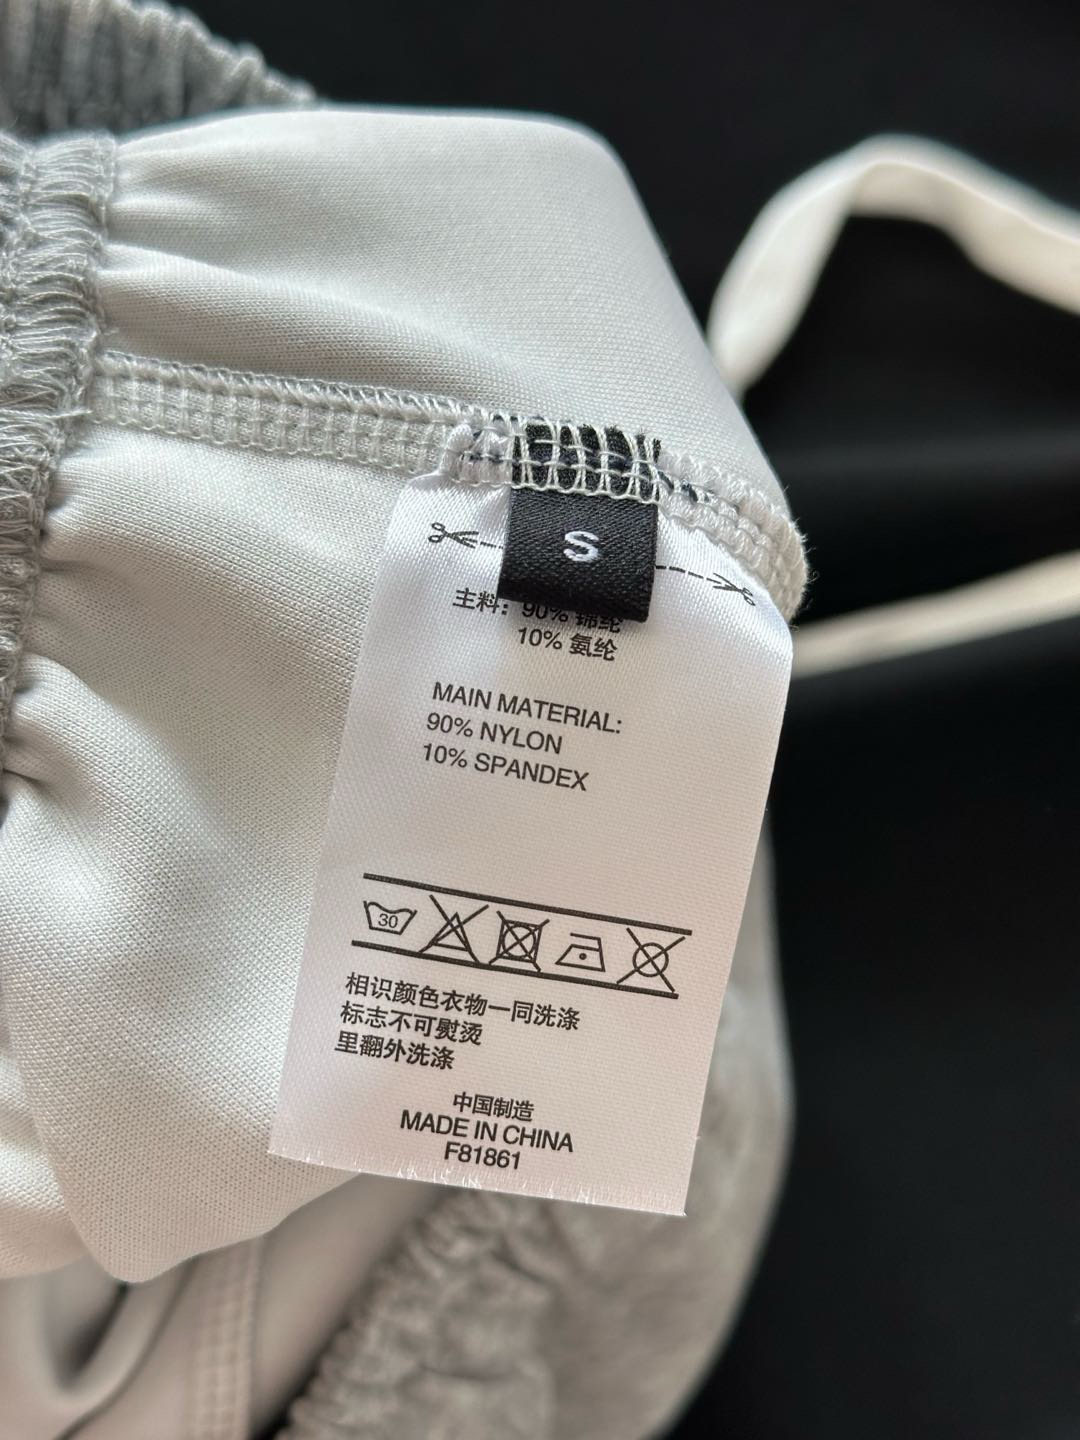 S
主料：90% 锦纶
10% 氨纶
MAIN MATERIAL:
90% NYLON
10% SPANDEX
30
相识颜色衣物一同洗涤
标志不可熨烫
里翻外洗涤
中国制造
MADE IN CHINA
F81861